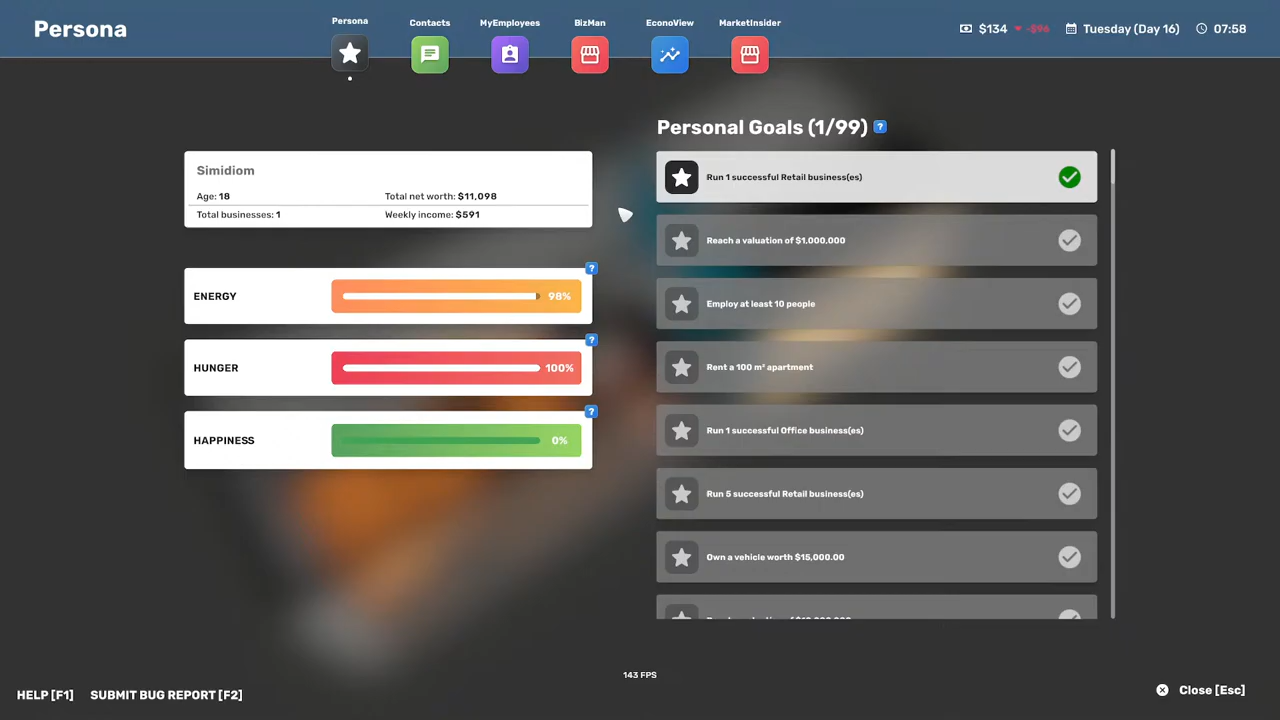 Persona
Persona
Contacts
MyEmployees
BizMan
EconoView
MarketInsider
$134 -$96 Tuesday (Day 16) 07:58
Personal Goals (1/99) ?
Simidiom
Age: 18 Total net worth: $11,098
Total businesses: 1 Weekly income: $591
?
ENERGY 98%
?
HUNGER 100%
?
HAPPINESS 0%
Run 1 successful Retail business(es)
Reach a valuation of $1,000,000
Employ at least 10 people
Rent a 100 m² apartment
Run 1 successful Office business(es)
Run 5 successful Retail business(es)
Own a vehicle worth $15,000.00
143 FPS
HELP [F1] SUBMIT BUG REPORT [F2]
Close [Esc]